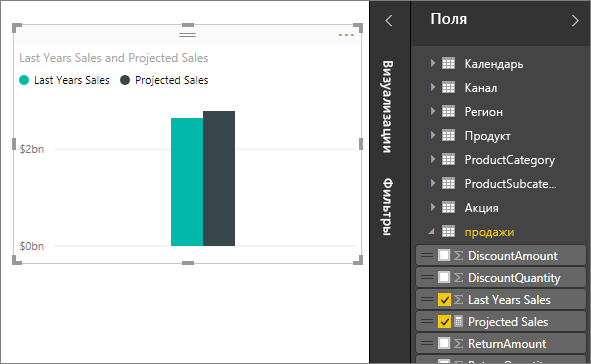 Last Years Sales and Projected Sales
Last Years Sales Projected Sales
$2bn
$0bn
Визуализации
Фильтры
Поля
Календарь
Канал
Регион
Продукт
ProductCategory
ProductSubcate...
Акция
продажи
DiscountAmount
DiscountQuantity
Last Years Sales
Projected Sales
ReturnAmount